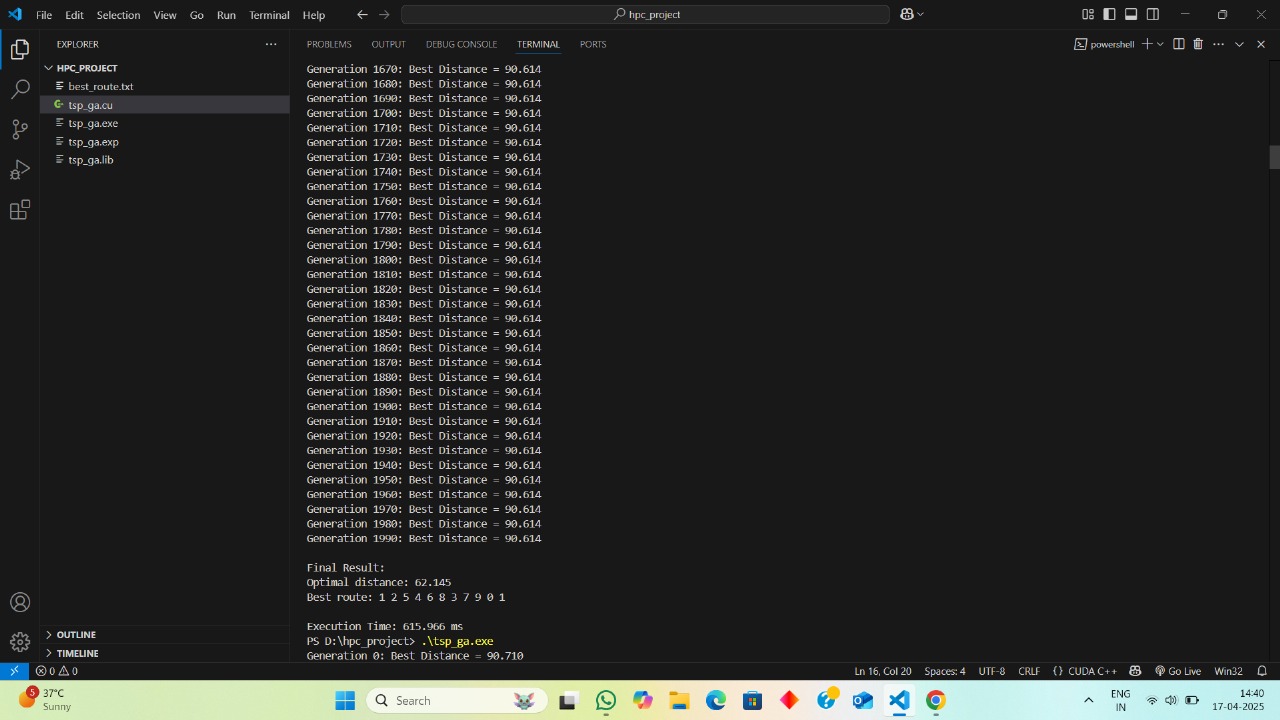 File Edit Selection View Go Run Terminal Help
hpc_project
EXPLORER
HPC_PROJECT
best_route.txt
tsp_ga.cu
tsp_ga.exe
tsp_ga.exp
tsp_ga.lib
OUTLINE
TIMELINE
PROBLEMS OUTPUT DEBUG CONSOLE TERMINAL PORTS
powershell
Generation 1670: Best Distance = 90.614
Generation 1680: Best Distance = 90.614
Generation 1690: Best Distance = 90.614
Generation 1700: Best Distance = 90.614
Generation 1710: Best Distance = 90.614
Generation 1720: Best Distance = 90.614
Generation 1730: Best Distance = 90.614
Generation 1740: Best Distance = 90.614
Generation 1750: Best Distance = 90.614
Generation 1760: Best Distance = 90.614
Generation 1770: Best Distance = 90.614
Generation 1780: Best Distance = 90.614
Generation 1790: Best Distance = 90.614
Generation 1800: Best Distance = 90.614
Generation 1810: Best Distance = 90.614
Generation 1820: Best Distance = 90.614
Generation 1830: Best Distance = 90.614
Generation 1840: Best Distance = 90.614
Generation 1850: Best Distance = 90.614
Generation 1860: Best Distance = 90.614
Generation 1870: Best Distance = 90.614
Generation 1880: Best Distance = 90.614
Generation 1890: Best Distance = 90.614
Generation 1900: Best Distance = 90.614
Generation 1910: Best Distance = 90.614
Generation 1920: Best Distance = 90.614
Generation 1930: Best Distance = 90.614
Generation 1940: Best Distance = 90.614
Generation 1950: Best Distance = 90.614
Generation 1960: Best Distance = 90.614
Generation 1970: Best Distance = 90.614
Generation 1980: Best Distance = 90.614
Generation 1990: Best Distance = 90.614
Final Result:
Optimal distance: 62.145
Best route: 1 2 5 4 6 8 3 7 9 0 1
Execution Time: 615.966 ms
PS D:\hpc_project> .\tsp_ga.exe
Generation 0: Best Distance = 90.710
0 0 Ln 16, Col 20 Spaces: 4 UTF-8 CRLF {} CUDA C++ Go Live Win32
5
37°C
Sunny
Search
ENG
IN
14:40
17-04-2025